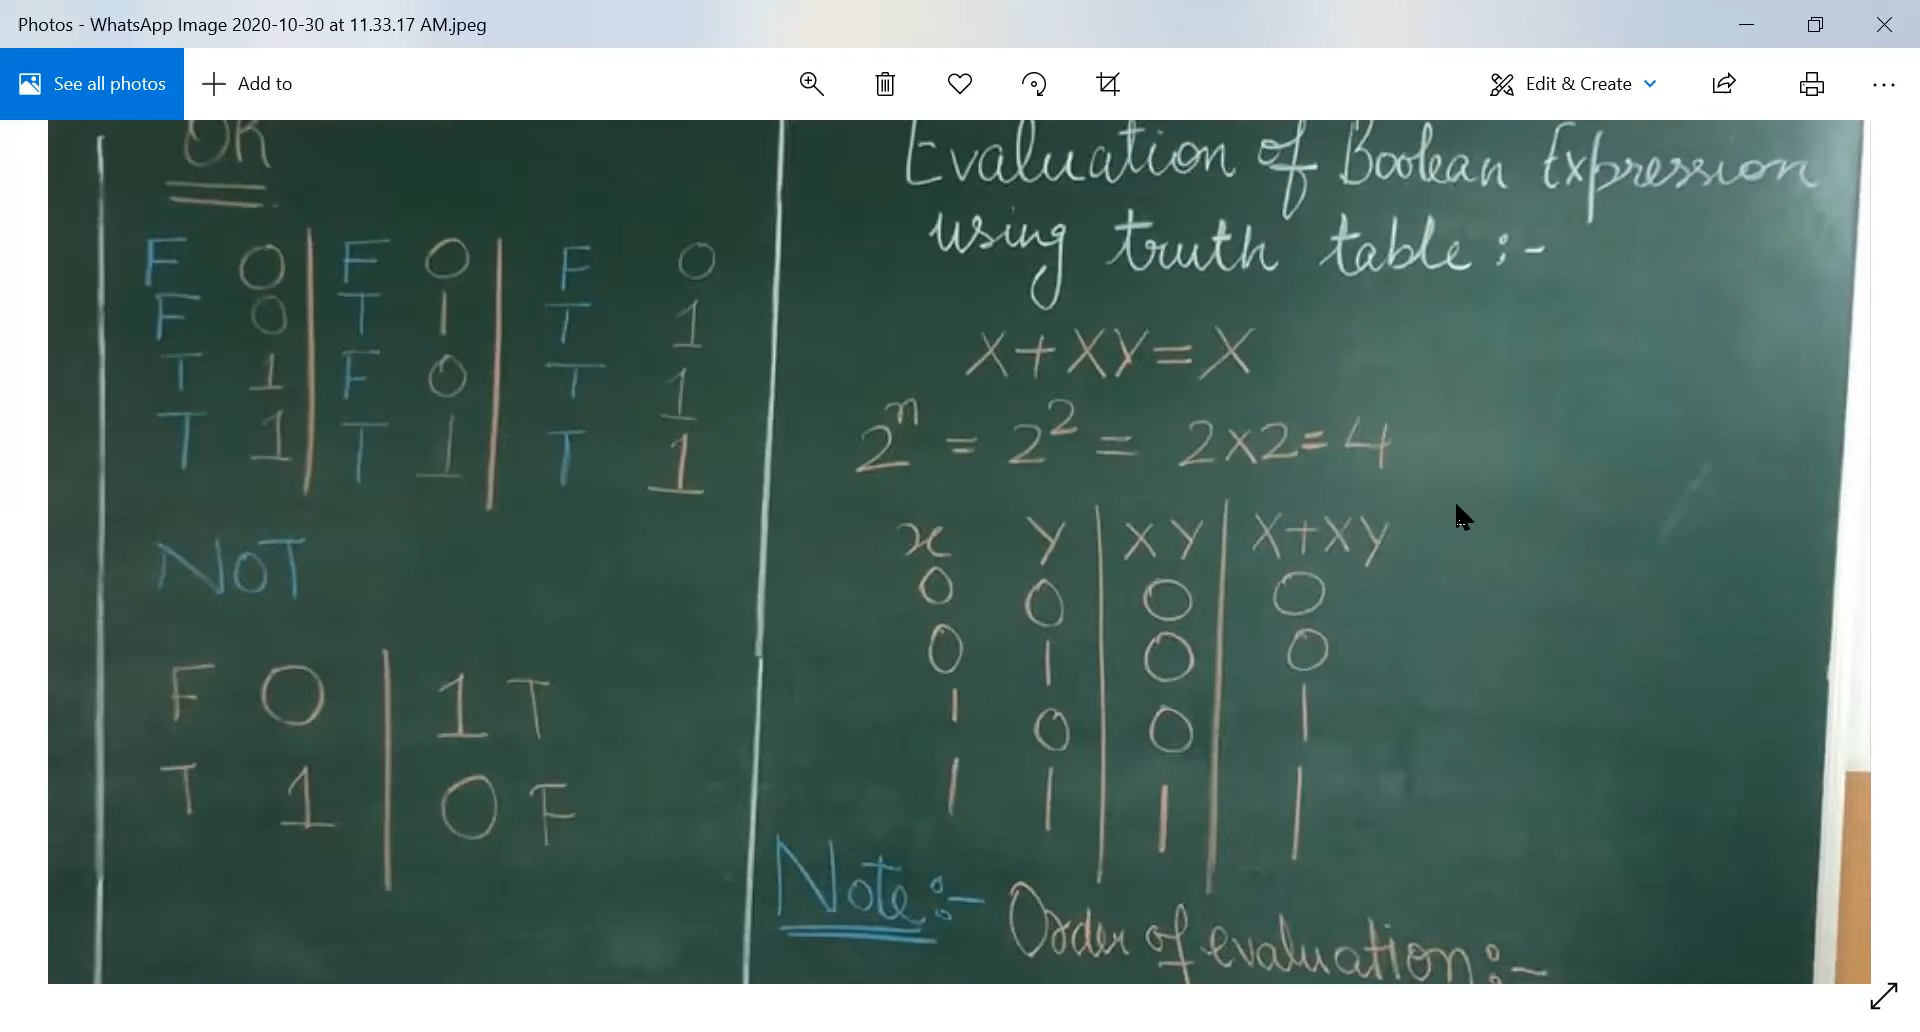 Photos - WhatsApp Image 2020-10-30 at 11.33.17 AM.jpeg
See all photos
Add to
Edit & Create
OR
F 0 F 0 F 0
F 0 T 1 T 1
T 1 F 0 T 1
T 1 T 1 T 1
NOT
F 0 1 T
T 1 0 F
Evaluation of Boolean Expression
using truth table :-
X+XY=X
2ⁿ = 2² = 2x2=4
x Y XY X+XY
0 0 0 0
0 1 0 0
1 0 0 1
1 1 1 1
Note:- Order of evaluation:-